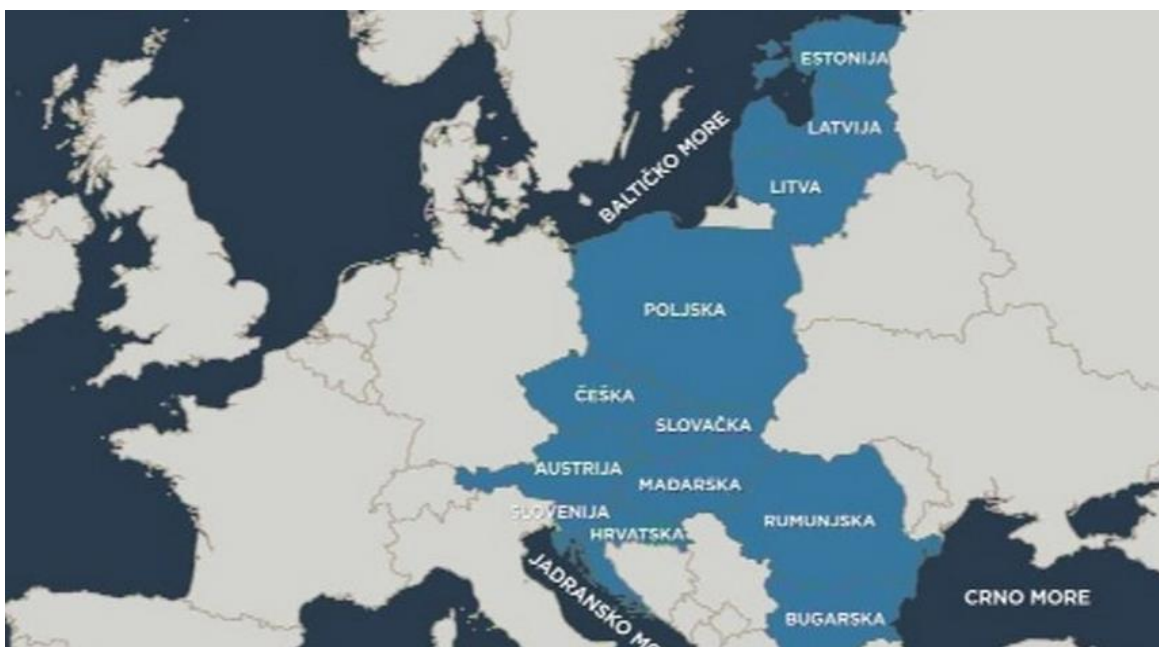 ESTONIJA
LATVIJA
BALTIČKO MORE
LITVA
POLJSKA
ČEŠKA
SLOVAČKA
AUSTRIJA
MAĐARSKA
SLOVENIJA
RUMUNJSKA
HRVATSKA
JADRANSKO MO
CRNO MORE
BUGARSKA